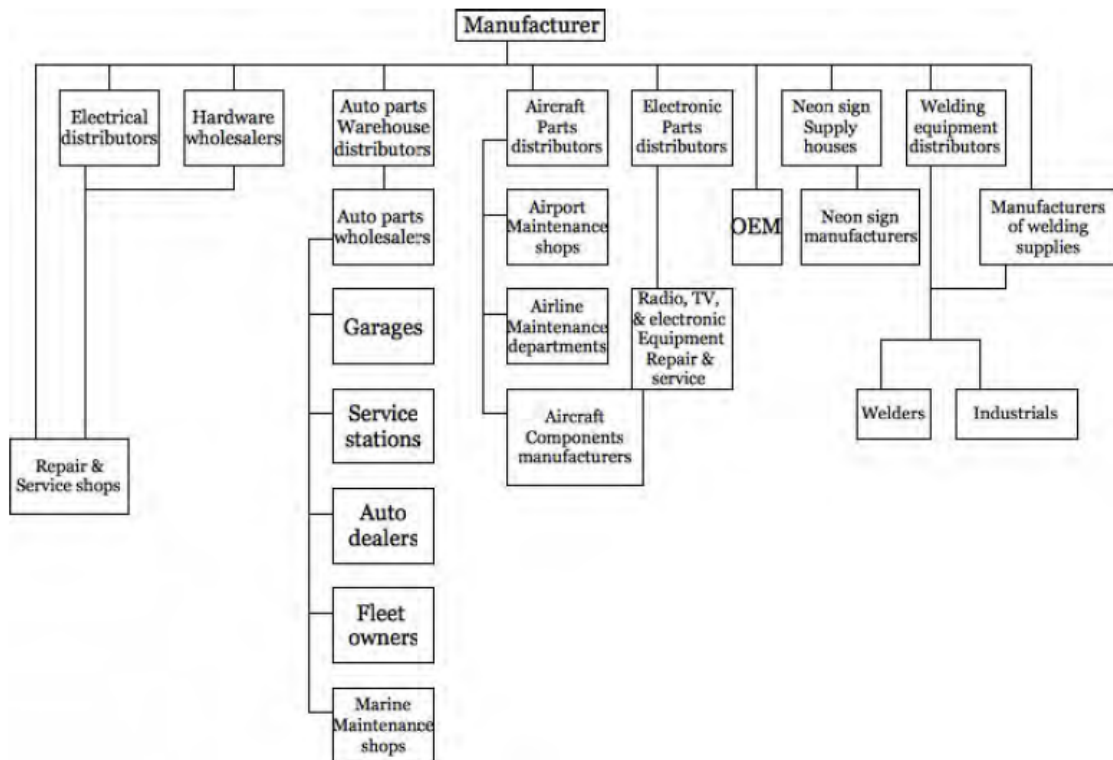 Manufacturer
Electrical
distributors
Hardware
wholesalers
Auto parts
Warehouse
distributors
Aircraft
Parts
distributors
Electronic
Parts
distributors
Neon sign
Supply
houses
Welding
equipment
distributors
Auto parts
wholesalers
Airport
Maintenance
shops
OEM
Neon sign
manufacturers
Manufacturers
of welding
supplies
Garages
Airline
Maintenance
departments
Radio, TV,
& electronic
Equipment
Repair &
service
Service
stations
Aircraft
Components
manufacturers
Welders
Industrials
Repair &
Service shops
Auto
dealers
Fleet
owners
Marine
Maintenance
shops